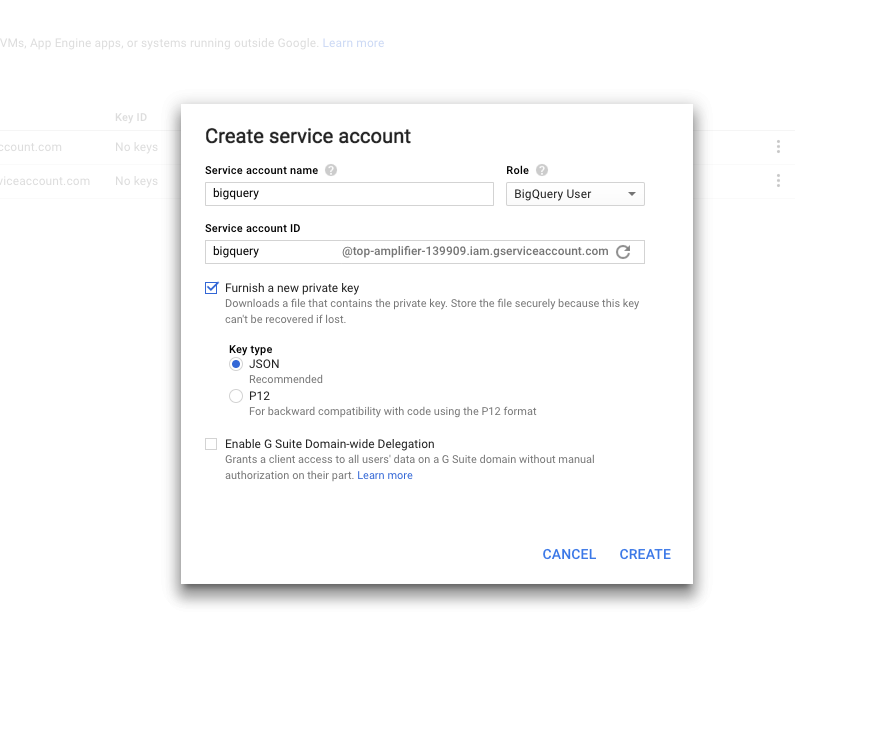 VMs, App Engine apps, or systems running outside Google. Learn more
Key ID
ccount.com No keys
viceaccount.com No keys
Create service account
Service account name ? Role ?
bigquery BigQuery User
Service account ID
bigquery @top-amplifier-139909.iam.gserviceaccount.com
Furnish a new private key
Downloads a file that contains the private key. Store the file securely because this key
can't be recovered if lost.
Key type
JSON
Recommended
P12
For backward compatibility with code using the P12 format
Enable G Suite Domain-wide Delegation
Grants a client access to all users' data on a G Suite domain without manual
authorization on their part. Learn more
CANCEL CREATE